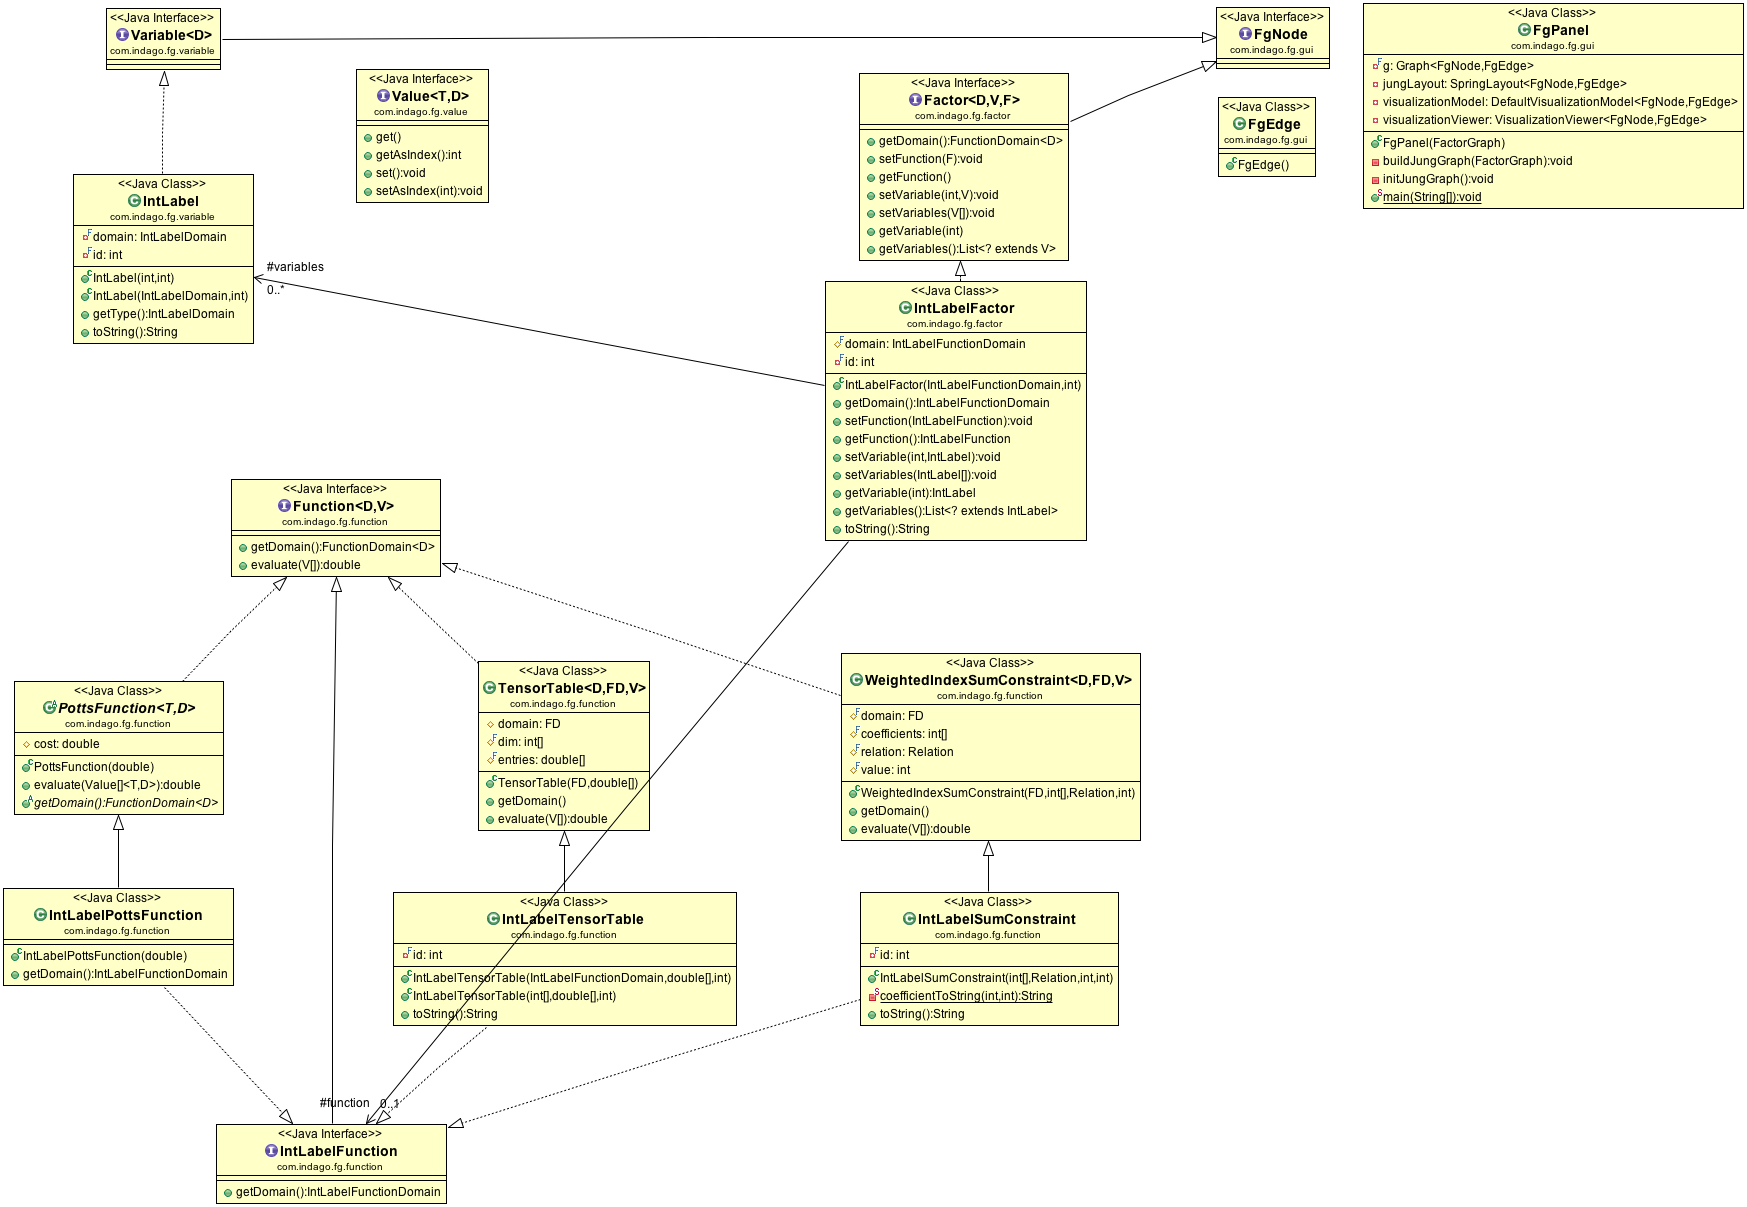 <<Java Interface>>
Variable<D>
com.indago.fg.variable
<<Java Interface>>
FgNode
com.indago.fg.gui
<<Java Class>>
FgPanel
com.indago.fg.gui
g: Graph<FgNode,FgEdge>
jungLayout: SpringLayout<FgNode,FgEdge>
visualizationModel: DefaultVisualizationModel<FgNode,FgEdge>
visualizationViewer: VisualizationViewer<FgNode,FgEdge>
FgPanel(FactorGraph)
buildJungGraph(FactorGraph):void
initJungGraph():void
main(String[]):void
<<Java Interface>>
Value<T,D>
com.indago.fg.value
get()
getAsIndex():int
set():void
setAsIndex(int):void
<<Java Interface>>
Factor<D,V,F>
com.indago.fg.factor
getDomain():FunctionDomain<D>
setFunction(F):void
getFunction()
setVariable(int,V):void
setVariables(V[]):void
getVariable(int)
getVariables():List<? extends V>
<<Java Class>>
FgEdge
com.indago.fg.gui
FgEdge()
<<Java Class>>
IntLabel
com.indago.fg.variable
domain: IntLabelDomain
id: int
IntLabel(int,int)
IntLabel(IntLabelDomain,int)
getType():IntLabelDomain
toString():String
#variables
0..*
<<Java Class>>
IntLabelFactor
com.indago.fg.factor
domain: IntLabelFunctionDomain
id: int
IntLabelFactor(IntLabelFunctionDomain,int)
getDomain():IntLabelFunctionDomain
setFunction(IntLabelFunction):void
getFunction():IntLabelFunction
setVariable(int,IntLabel):void
setVariables(IntLabel[]):void
getVariable(int):IntLabel
getVariables():List<? extends IntLabel>
toString():String
<<Java Interface>>
Function<D,V>
com.indago.fg.function
getDomain():FunctionDomain<D>
evaluate(V[]):double
<<Java Class>>
PottsFunction<T,D>
com.indago.fg.function
cost: double
PottsFunction(double)
evaluate(Value[]<T,D>):double
getDomain():FunctionDomain<D>
<<Java Class>>
TensorTable<D,FD,V>
com.indago.fg.function
domain: FD
dim: int[]
entries: double[]
TensorTable(FD,double[])
getDomain()
evaluate(V[]):double
<<Java Class>>
WeightedIndexSumConstraint<D,FD,V>
com.indago.fg.function
domain: FD
coefficients: int[]
relation: Relation
value: int
WeightedIndexSumConstraint(FD,int[],Relation,int)
getDomain()
evaluate(V[]):double
<<Java Class>>
IntLabelPottsFunction
com.indago.fg.function
IntLabelPottsFunction(double)
getDomain():IntLabelFunctionDomain
<<Java Class>>
IntLabelTensorTable
com.indago.fg.function
id: int
IntLabelTensorTable(IntLabelFunctionDomain,double[],int)
IntLabelTensorTable(int[],double[],int)
toString():String
<<Java Class>>
IntLabelSumConstraint
com.indago.fg.function
id: int
IntLabelSumConstraint(int[],Relation,int,int)
coefficientToString(int,int):String
toString():String
#function 0..1
<<Java Interface>>
IntLabelFunction
com.indago.fg.function
getDomain():IntLabelFunctionDomain